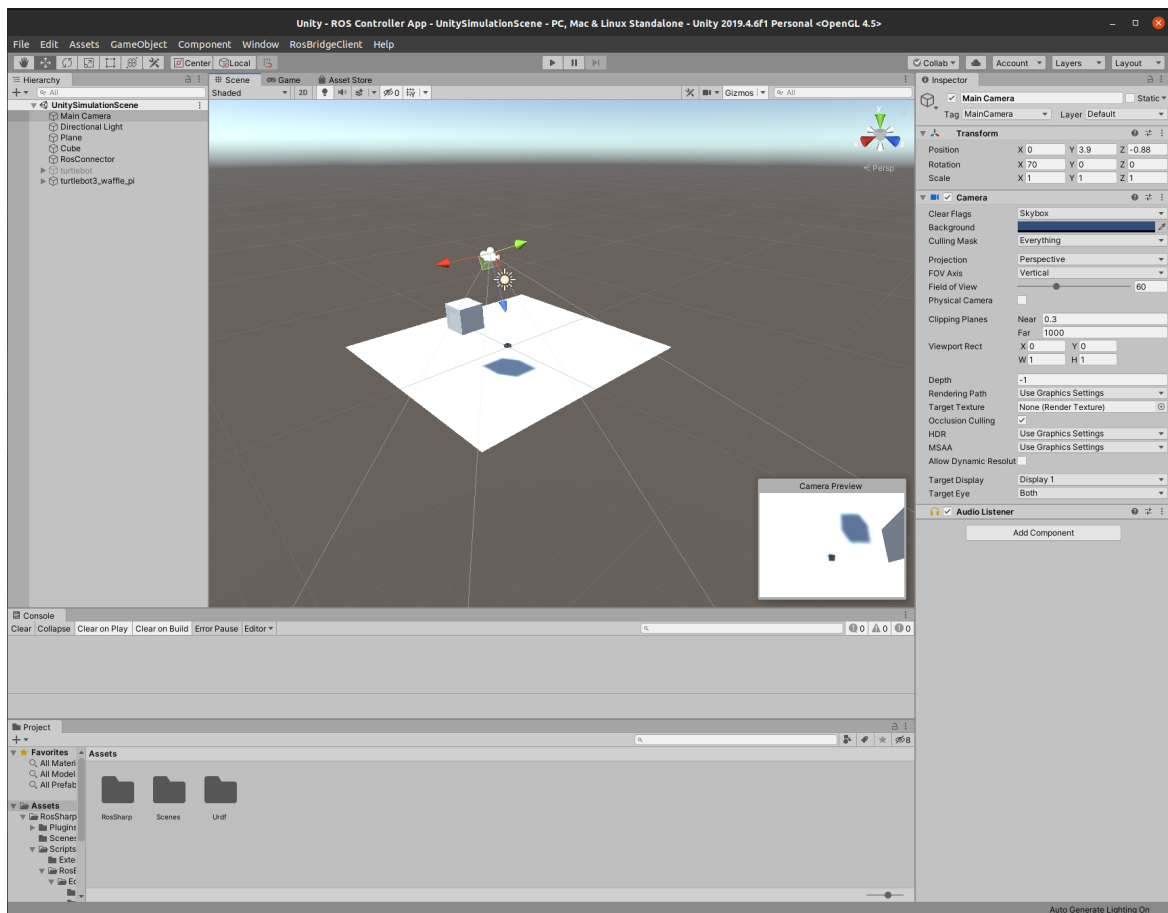 Unity - ROS Controller App - UnitySimulationScene - PC, Mac & Linux Standalone - Unity 2019.4.6f1 Personal <OpenGL 4.5>
File Edit Assets GameObject Component Window RosBridgeClient Help
Center Local Collab Account Layers Layout
Hierarchy
All
UnitySimulationScene
Main Camera
Directional Light
Plane
Cube
RosConnector
turtlebot
turtlebot3_waffle_pi
Scene Game Asset Store
Shaded 2D 0 Gizmos All
y
x
z
Persp
Camera Preview
Inspector
Main Camera Static
Tag MainCamera Layer Default
Transform
Position X 0 Y 3.9 Z -0.88
Rotation X 70 Y 0 Z 0
Scale X 1 Y 1 Z 1
Camera
Clear Flags Skybox
Background
Culling Mask Everything
Projection Perspective
FOV Axis Vertical
Field of View 60
Physical Camera
Clipping Planes Near 0.3
Far 1000
Viewport Rect X 0 Y 0
W 1 H 1
Depth -1
Rendering Path Use Graphics Settings
Target Texture None (Render Texture)
Occlusion Culling
HDR Use Graphics Settings
MSAA Use Graphics Settings
Allow Dynamic Resolut
Target Display Display 1
Target Eye Both
Audio Listener
Add Component
Console
Clear Collapse Clear on Play Clear on Build Error Pause Editor 0 0 0
Project
8
Favorites
All Materi
All Model
All Prefab
Assets
RosSharp
Plugins
Scenes
Scripts
Exte
RosB
Ec
Assets
RosSharp Scenes Urdf
Auto Generate Lighting On